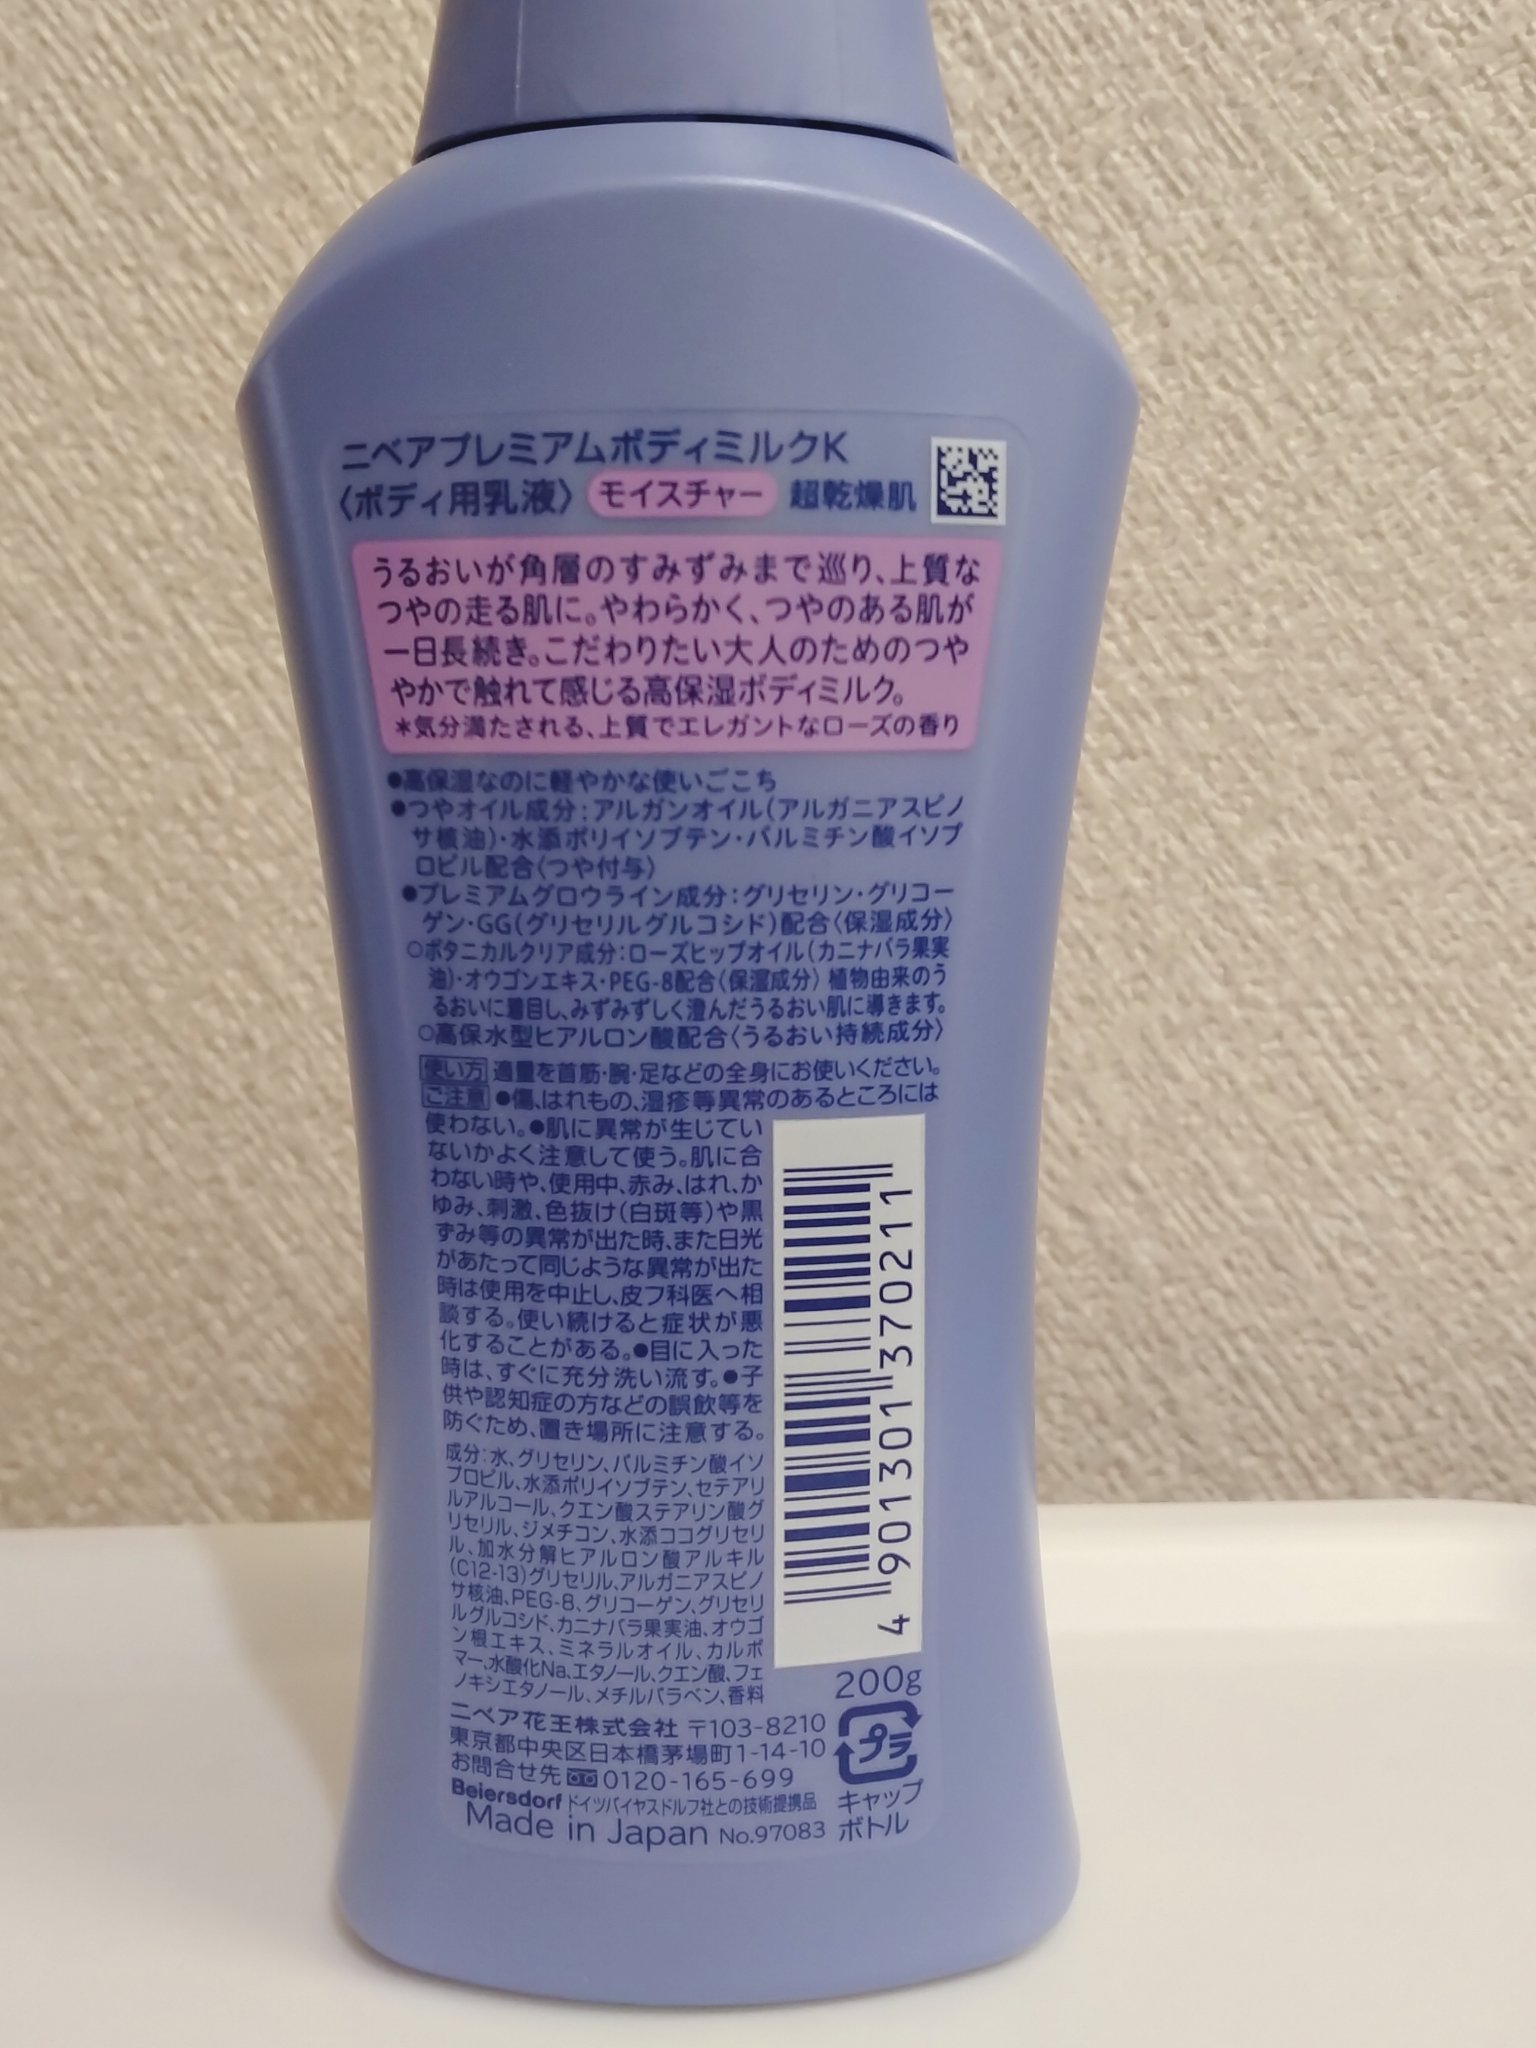 ニベアプレミアムボディミルクK
〈ボディ用乳液〉 モイスチャー 超乾燥肌
うるおいが角層のすみずみまで巡り、上質な
つやの走る肌に。やわらかく、つやのある肌が
一日長続き。こだわりたい大人のためのつや
やかで触れて感じる高保湿ボディミルク。
＊気分満たされる、上質でエレガントなローズの香り
●高保湿なのに軽やかな使いごこち
●つやオイル成分：アルガンオイル（アルガニアスピノ
サ核油）・水添ポリイソブテン・パルミチン酸イソプ
ロピル配合（つや付与）
●プレミアムグロウライン成分：グリセリン・グリコー
ゲン・GG（グリセリルグルコシド）配合〈保湿成分〉
○ボタニカルクリア成分：ローズヒップオイル（カニナバラ果実
油）・オウゴンエキス・PEG-8配合（保湿成分） 植物由来のう
るおいに着目し、みずみずしく澄んだうるおい肌に導きます。
○高保水型ヒアルロン酸配合〈うるおい持続成分〉
使い方 適量を首筋・腕・足などの全身にお使いください。
ご注意 ●傷、はれもの、湿疹等異常のあるところには
使わない。●肌に異常が生じてい
ないかよく注意して使う。肌に合
わない時や、使用中、赤み、はれ、か
ゆみ、刺激、色抜け（白斑等）や黒
ずみ等の異常が出た時、また日光
があたって同じような異常が出た
時は使用を中止し、皮フ科医へ相
談する。使い続けると症状が悪
化することがある。●目に入った
時は、すぐに充分洗い流す。●子
供や認知症の方などの誤飲等を
防ぐため、置き場所に注意する。
成分：水、グリセリン、パルミチン酸イソ
プロピル、水添ポリイソブテン、セテアリ
ルアルコール、クエン酸ステアリン酸グ
リセリル、ジメチコン、水添ココグリセリ
ル、加水分解ヒアルロン酸アルキル
(C12-13)グリセリル、アルガニアスピノ
サ核油、PEG-8、グリコーゲン、グリセリ
ルグルコシド、カニナバラ果実油、オウゴ
ン根エキス、ミネラルオイル、カルボ
マー、水酸化Na、エタノール、クエン酸、フェ
ノキシエタノール、メチルパラベン、香料
4 901301 370211
200g
ニベア花王株式会社 〒103-8210
東京都中央区日本橋茅場町1-14-10
お問合せ先 0120-165-699
Beiersdorf ドイツバイヤスドルフ社との技術提携品
Made in Japan No.97083
プラ
キャップ
ボトル